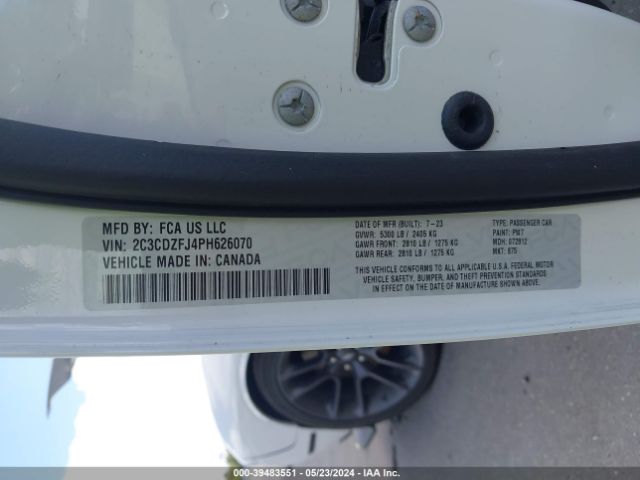 MFD BY: FCA US LLC
VIN: 2C3CDZFJ4PH626070
VEHICLE MADE IN: CANADA
DATE OF MFR (BUILT): 7-23
GVWR: 5300 LB / 2405 KG
GAWR FRONT: 2810 LB / 1275 KG
GAWR REAR: 2810 LB / 1275 KG
TYPE: PASSENGER CAR
PAINT: PW7
MDH: 072812
MKT: 675
THIS VEHICLE CONFORMS TO ALL APPLICABLE U.S.A. FEDERAL MOTOR
VEHICLE SAFETY, BUMPER, AND THEFT PREVENTION STANDARDS
IN EFFECT ON THE DATE OF MANUFACTURE SHOWN ABOVE.
000-39483551 / 05/23/2024 - IAA Inc.